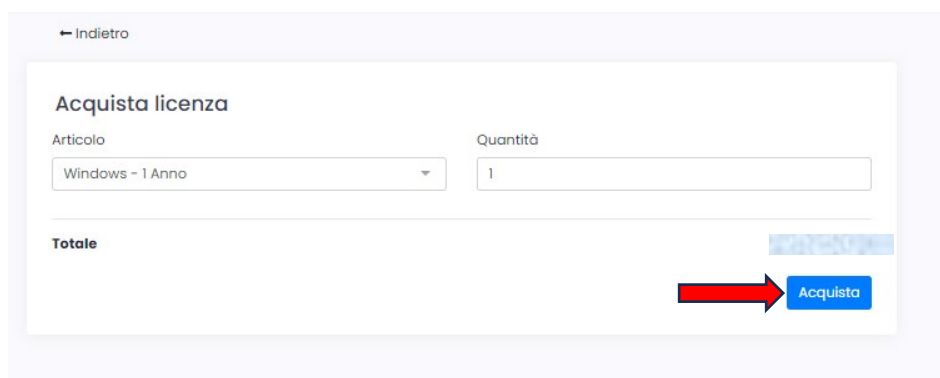 ← Indietro
Acquista licenza
Articolo Quantità
Windows - 1 Anno 1
Totale
Acquista